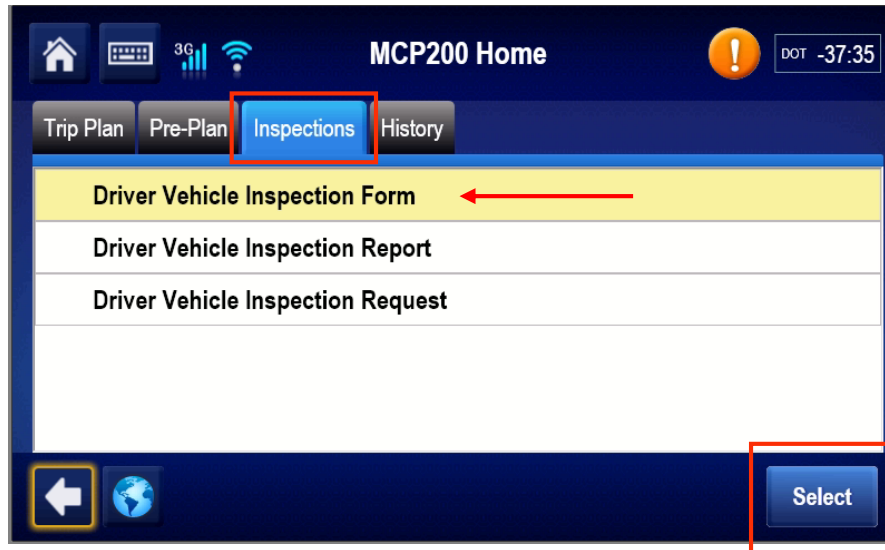 3G MCP200 Home ! DOT -37:35
Trip Plan Pre-Plan Inspections History
Driver Vehicle Inspection Form
Driver Vehicle Inspection Report
Driver Vehicle Inspection Request
Select